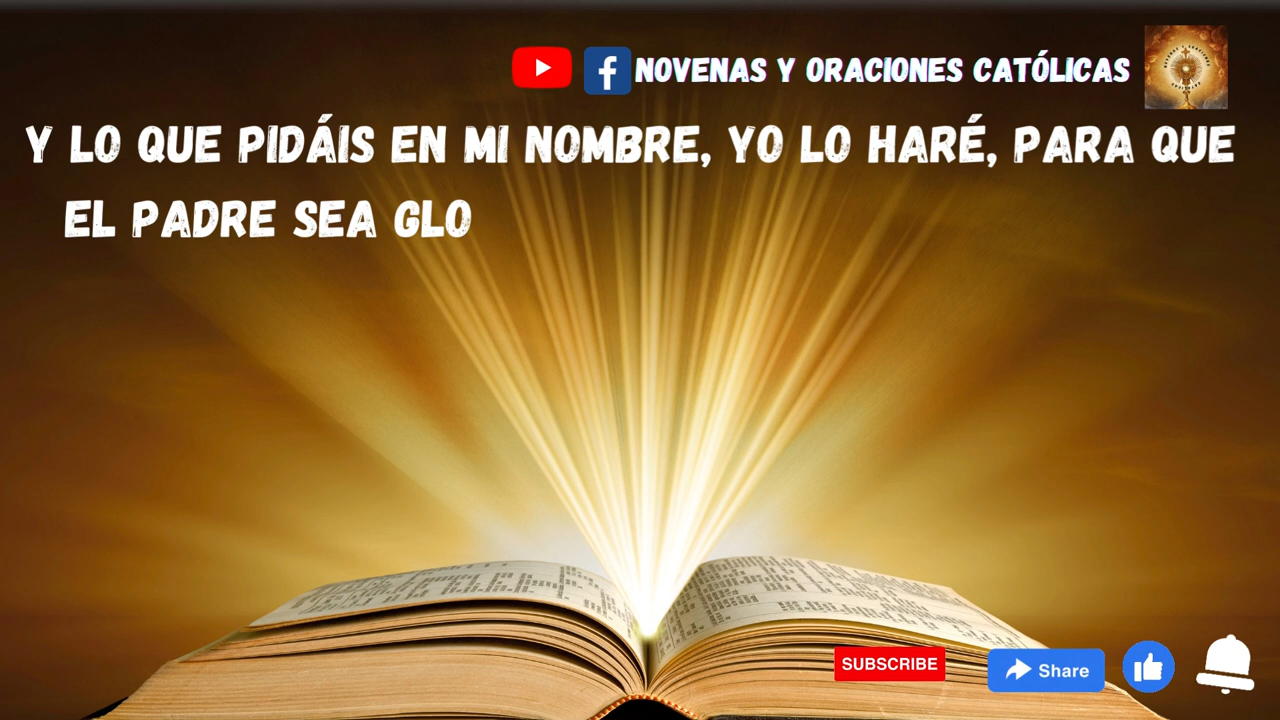 NOVENAS Y ORACIONES CATÓLICAS
Y LO QUE PIDÁIS EN MI NOMBRE, YO LO HARÉ, PARA QUE
EL PADRE SEA GLO
SUBSCRIBE
Share